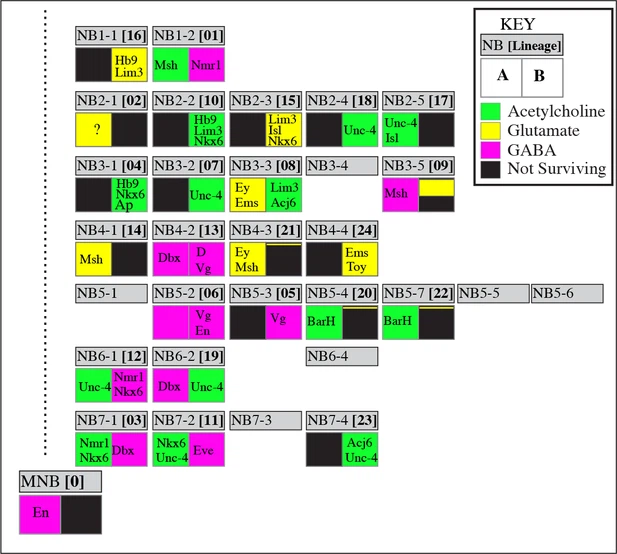 KEY
NB [Lineage]
A B
Acetylcholine
Glutamate
GABA
Not Surviving
NB1-1 [16] NB1-2 [01]
Hb9
Lim3
Msh Nmr1
NB2-1 [02] NB2-2 [10] NB2-3 [15] NB2-4 [18] NB2-5 [17]
?
Hb9
Lim3
Nkx6
Lim3
Isl
Nkx6
Unc-4
Unc-4
Isl
NB3-1 [04] NB3-2 [07] NB3-3 [08] NB3-4 NB3-5 [09]
Hb9
Nkx6
Ap
Unc-4
Ey
Ems
Lim3
Acj6
Msh
NB4-1 [14] NB4-2 [13] NB4-3 [21] NB4-4 [24]
Msh
Dbx
D
Vg
Ey
Msh
Ems
Toy
NB5-1 NB5-2 [06] NB5-3 [05] NB5-4 [20] NB5-7 [22] NB5-5 NB5-6
Vg
En
Vg
BarH
BarH
NB6-1 [12] NB6-2 [19] NB6-4
Unc-4
Nmr1
Nkx6
Dbx Unc-4
NB7-1 [03] NB7-2 [11] NB7-3 NB7-4 [23]
Nmr1
Nkx6
Dbx
Nkx6
Unc-4
Eve
Acj6
Unc-4
MNB [0]
En